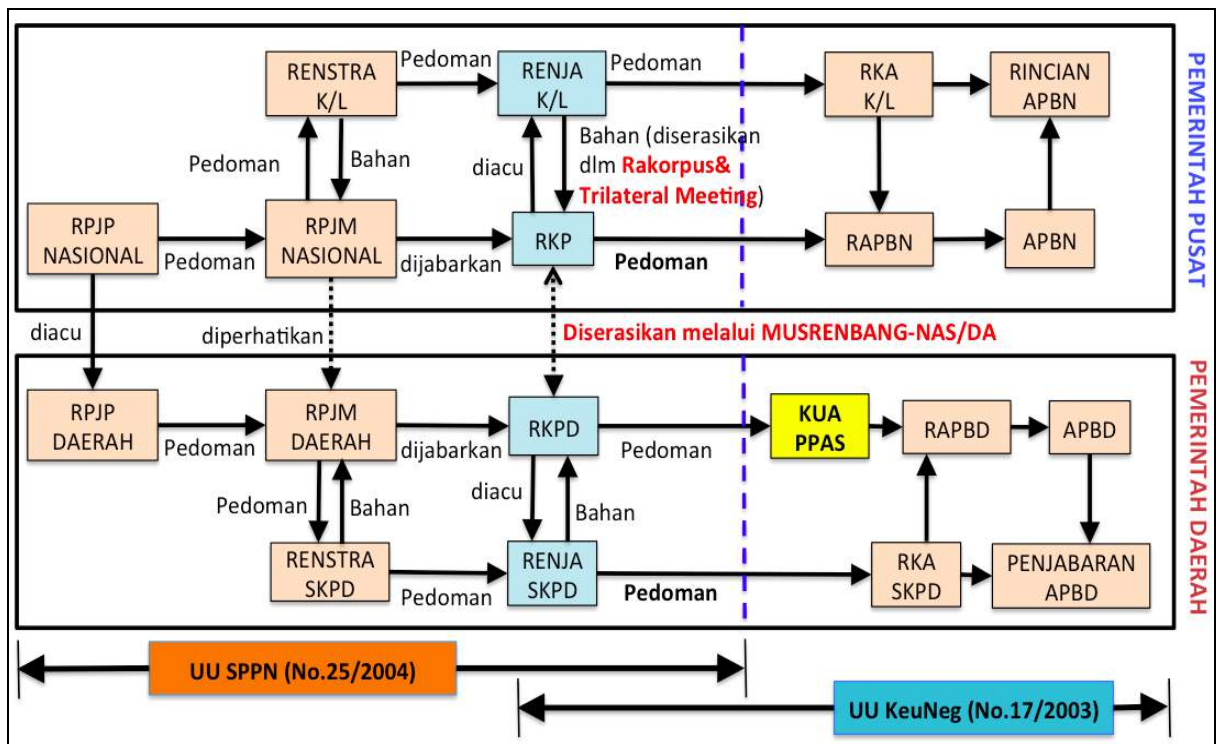 RENSTRA
K/L
Pedoman
RENJA
K/L
Pedoman
RKA
K/L
RINCIAN
APBN
PEMERINTAH PUSAT
Pedoman
Bahan
diacu
Bahan (diserasikan
dlm Rakorpus&
Trilateral Meeting)
RPJP
NASIONAL
Pedoman
RPJM
NASIONAL
dijabarkan
RKP
Pedoman
RAPBN
APBN
diacu
diperhatikan
Diserasikan melalui MUSRENBANG-NAS/DA
RPJP
DAERAH
Pedoman
RPJM
DAERAH
dijabarkan
RKPD
Pedoman
KUA
PPAS
RAPBD
APBD
PEMERINTAH DAERAH
Pedoman
Bahan
diacu
Bahan
RENSTRA
SKPD
Pedoman
RENJA
SKPD
Pedoman
RKA
SKPD
PENJABARAN
APBD
UU SPPN (No.25/2004)
UU KeuNeg (No.17/2003)